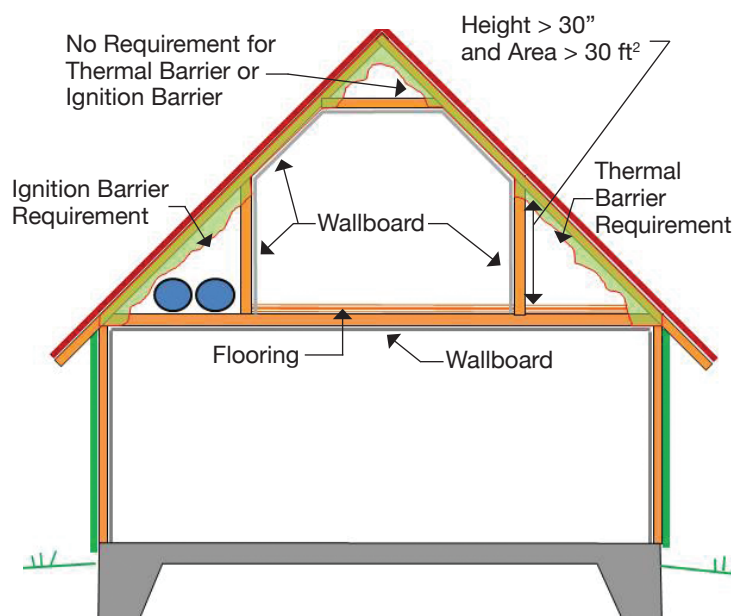 No Requirement for
Thermal Barrier or
Ignition Barrier
Height > 30”
and Area > 30 ft²
Ignition Barrier
Requirement
Wallboard
Thermal
Barrier
Requirement
Flooring
Wallboard